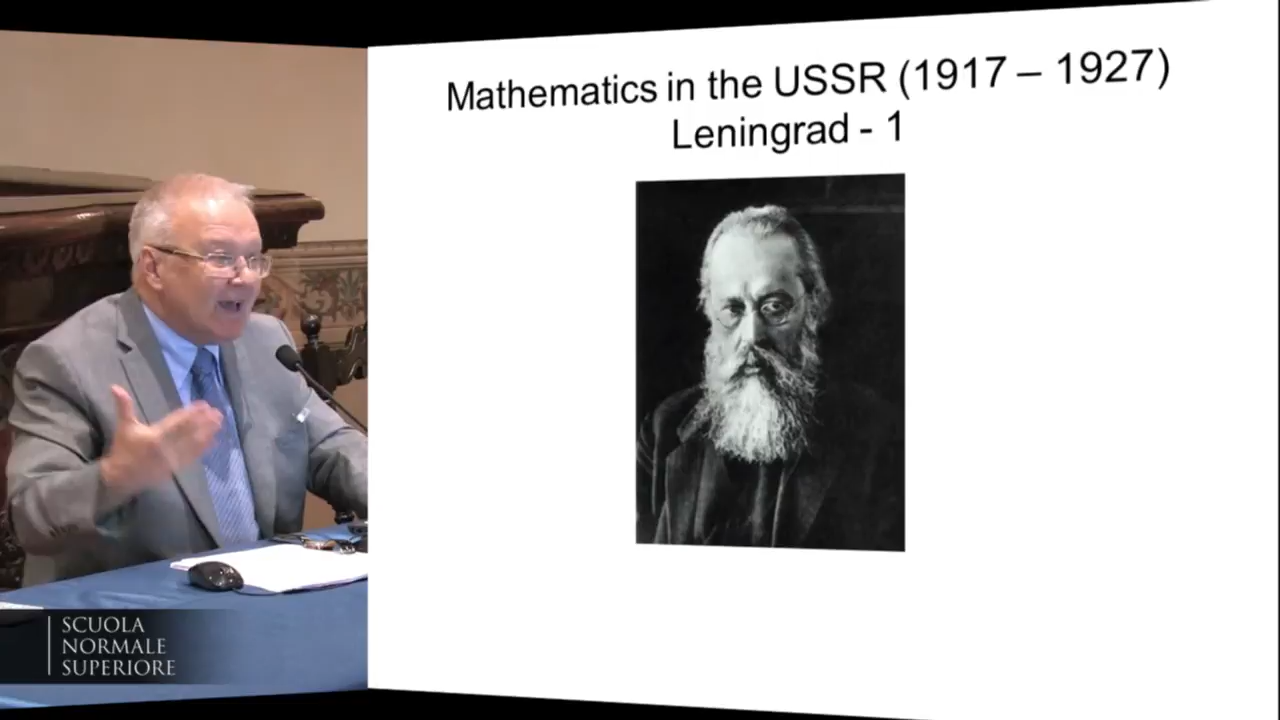 Mathematics in the USSR (1917 – 1927)
Leningrad - 1
SCUOLA
NORMALE
SUPERIORE